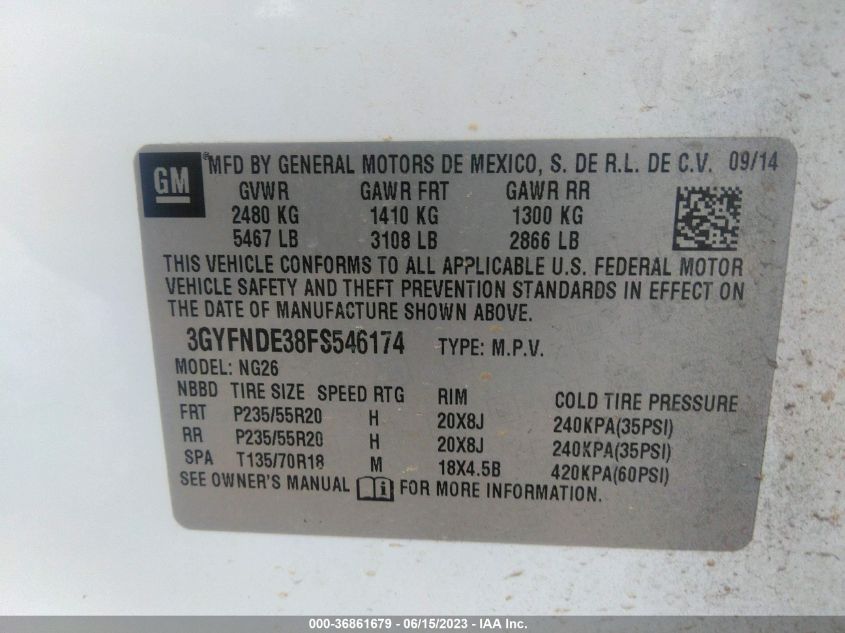 GM
® MFD BY GENERAL MOTORS DE MEXICO, S. DE R.L. DE C.V. 09/14
GVWR GAWR FRT GAWR RR
2480 KG 1410 KG 1300 KG
5467 LB 3108 LB 2866 LB
THIS VEHICLE CONFORMS TO ALL APPLICABLE U.S. FEDERAL MOTOR
VEHICLE SAFETY AND THEFT PREVENTION STANDARDS IN EFFECT ON
THE DATE OF MANUFACTURE SHOWN ABOVE.
3GYFNDE38FS546174 TYPE: M.P.V.
MODEL: NG26
NBBD TIRE SIZE SPEED RTG RIM COLD TIRE PRESSURE
FRT P235/55R20 H 20X8J 240KPA(35PSI)
RR P235/55R20 H 20X8J 240KPA(35PSI)
SPA T135/70R18 M 18X4.5B 420KPA(60PSI)
SEE OWNER'S MANUAL FOR MORE INFORMATION.
000-36861679 - 06/15/2023 - IAA Inc.